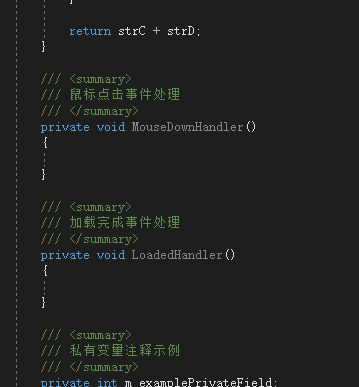 }
return strC + strD;
}
/// <summary>
/// 鼠标点击事件处理
/// </summary>
private void MouseDownHandler()
{
}
/// <summary>
/// 加载完成事件处理
/// </summary>
private void LoadedHandler()
{
}
/// <summary>
/// 私有变量注释示例
/// </summary>
private int m_examplePrivateField;